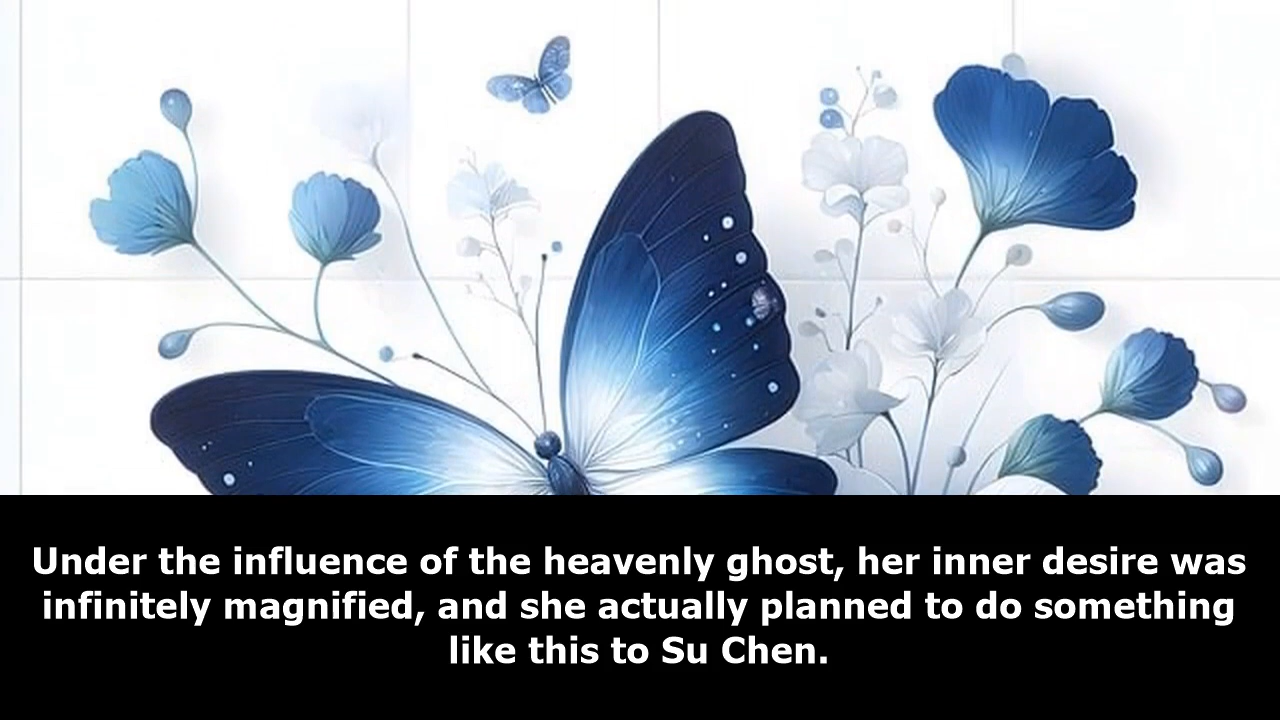 Under the influence of the heavenly ghost, her inner desire was
infinitely magnified, and she actually planned to do something
like this to Su Chen.